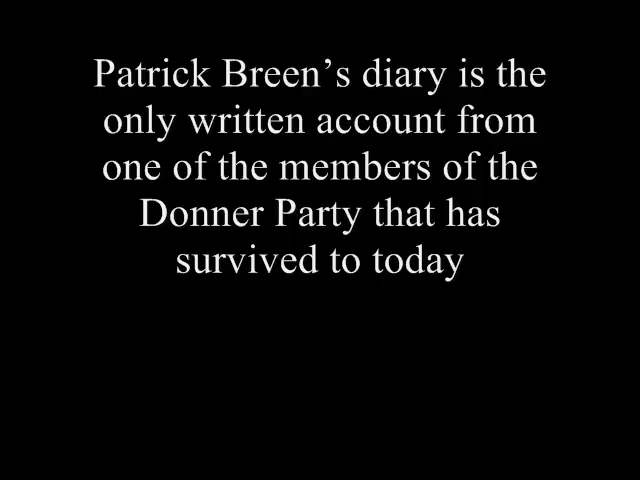 Patrick Breen’s diary is the
only written account from
one of the members of the
Donner Party that has
survived to today